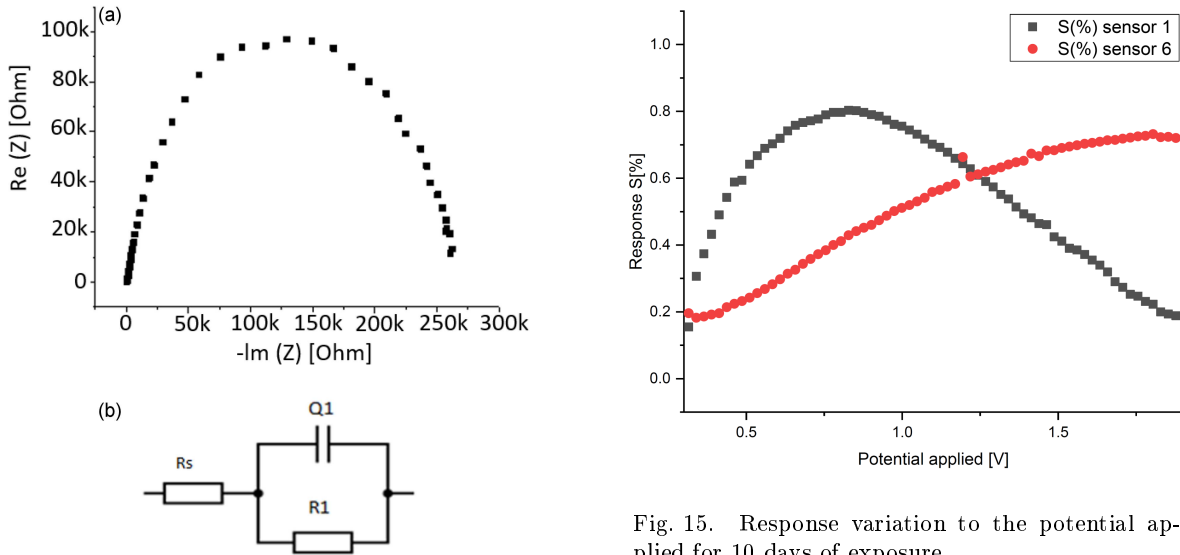 (a)
100k
80k
60k
40k
20k
0
Re (Z) [Ohm]
0 50k 100k 150k 200k 250k 300k
-Im (Z) [Ohm]
(b)
Q1
Rs
R1
S(%) sensor 1
S(%) sensor 6
1.0
0.8
0.6
0.4
0.2
0.0
Response S[%]
0.5 1.0 1.5
Potential applied [V]
Fig. 15. Response variation to the potential ap-
plied for 10 days of exposure